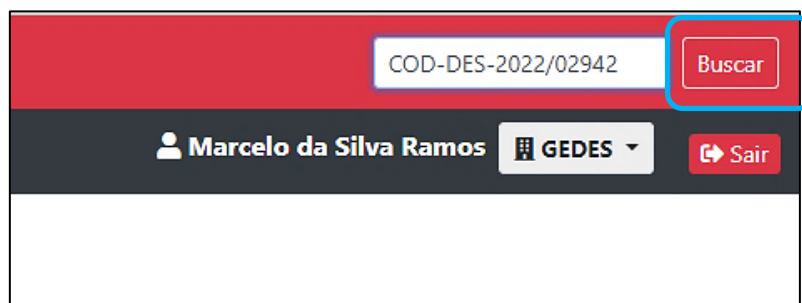 COD-DES-2022/02942 Buscar
Marcelo da Silva Ramos GEDES Sair